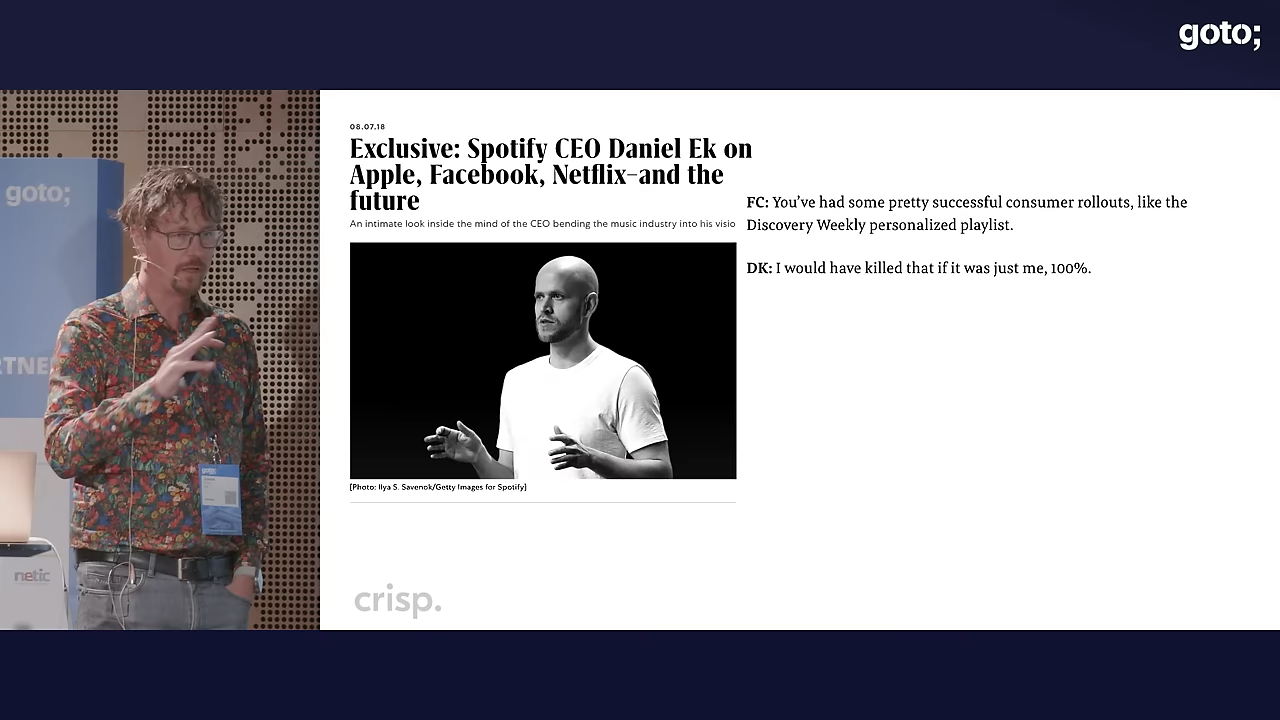 goto;
goto;
RTNE
netic
goto;
08.07.18
Exclusive: Spotify CEO Daniel Ek on
Apple, Facebook, Netflix–and the
future
An intimate look inside the mind of the CEO bending the music industry into his visio
[Photo: Ilya S. Savenok/Getty Images for Spotify]
FC: You've had some pretty successful consumer rollouts, like the
Discovery Weekly personalized playlist.
DK: I would have killed that if it was just me, 100%.
crisp.